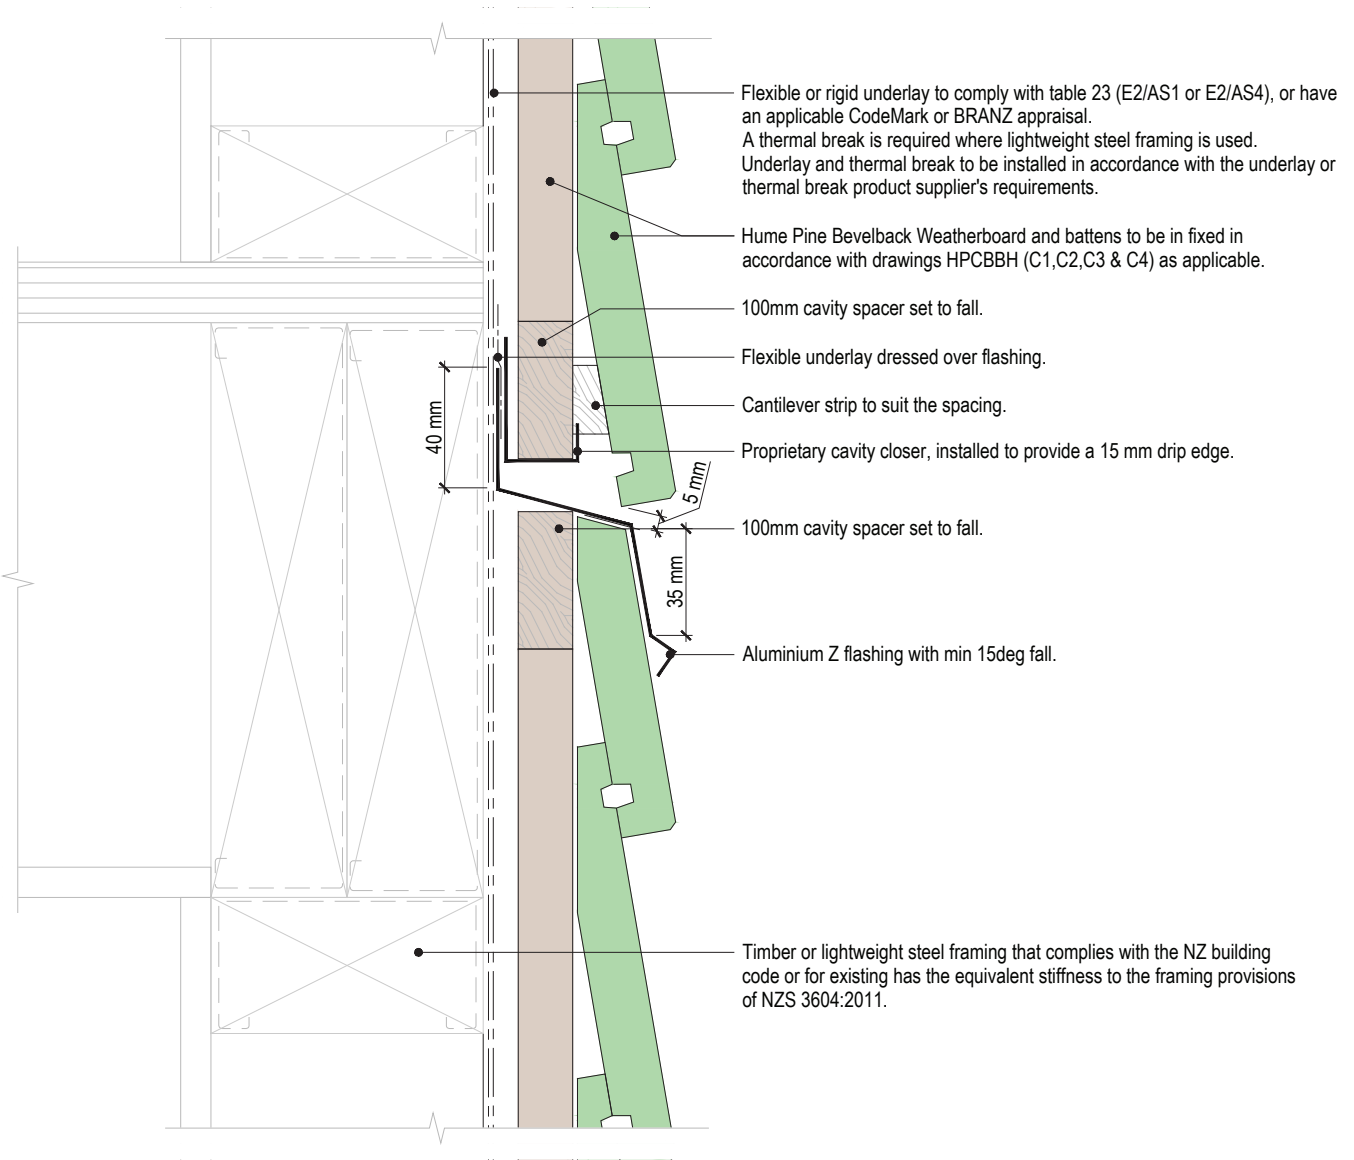 Flexible or rigid underlay to comply with table 23 (E2/AS1 or E2/AS4), or have
an applicable CodeMark or BRANZ appraisal.
A thermal break is required where lightweight steel framing is used.
Underlay and thermal break to be installed in accordance with the underlay or
thermal break product supplier's requirements.
Hume Pine Bevelback Weatherboard and battens to be in fixed in
accordance with drawings HPCBBH (C1,C2,C3 & C4) as applicable.
100mm cavity spacer set to fall.
Flexible underlay dressed over flashing.
40 mm
Cantilever strip to suit the spacing.
Proprietary cavity closer, installed to provide a 15 mm drip edge.
5 mm
100mm cavity spacer set to fall.
35 mm
Aluminium Z flashing with min 15deg fall.
Timber or lightweight steel framing that complies with the NZ building
code or for existing has the equivalent stiffness to the framing provisions
of NZS 3604:2011.